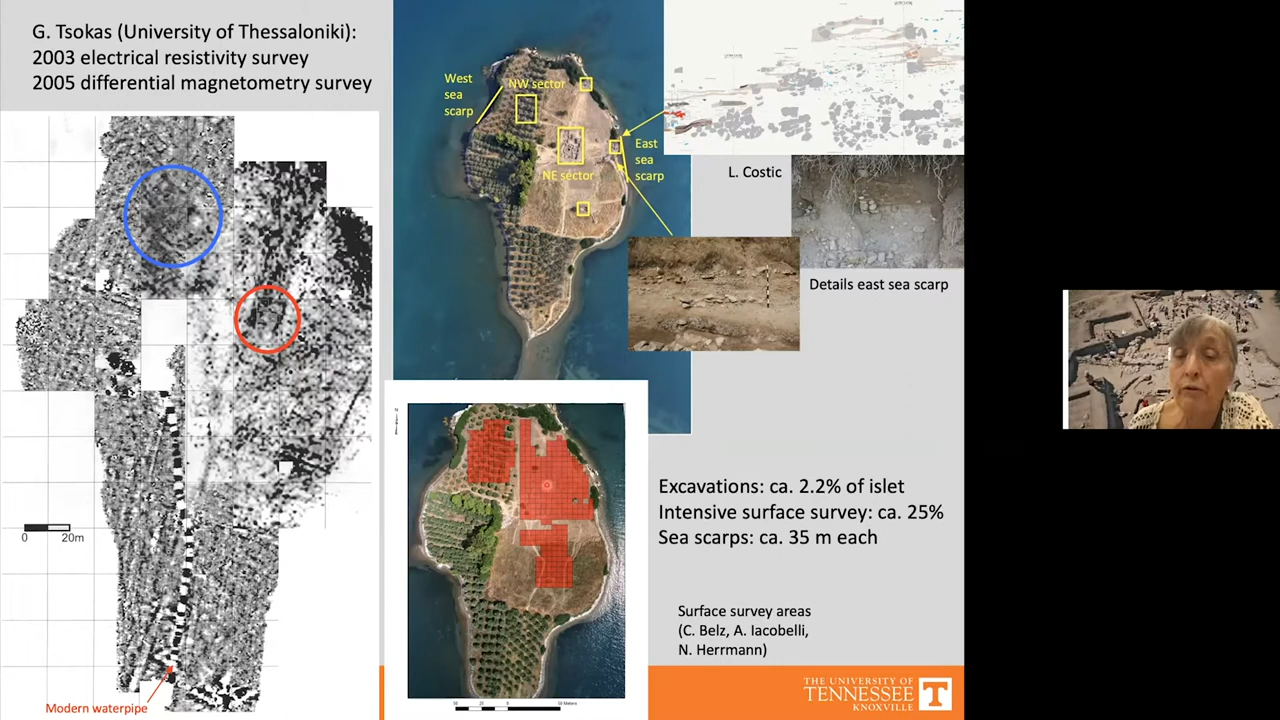 G. Tsokas (University of Thessaloniki):
2003 electrical resistivity survey
2005 differential magnetometry survey
0 20m
Modern waterpipe
West
sea
scarp
NW sector
NE sector
East
sea
scarp
L. Costic
Details east sea scarp
Excavations: ca. 2.2% of islet
Intensive surface survey: ca. 25%
Sea scarps: ca. 35 m each
Surface survey areas
(C. Belz, A. Iacobelli,
N. Herrmann)
THE UNIVERSITY OF
TENNESSEE
KNOXVILLE
T